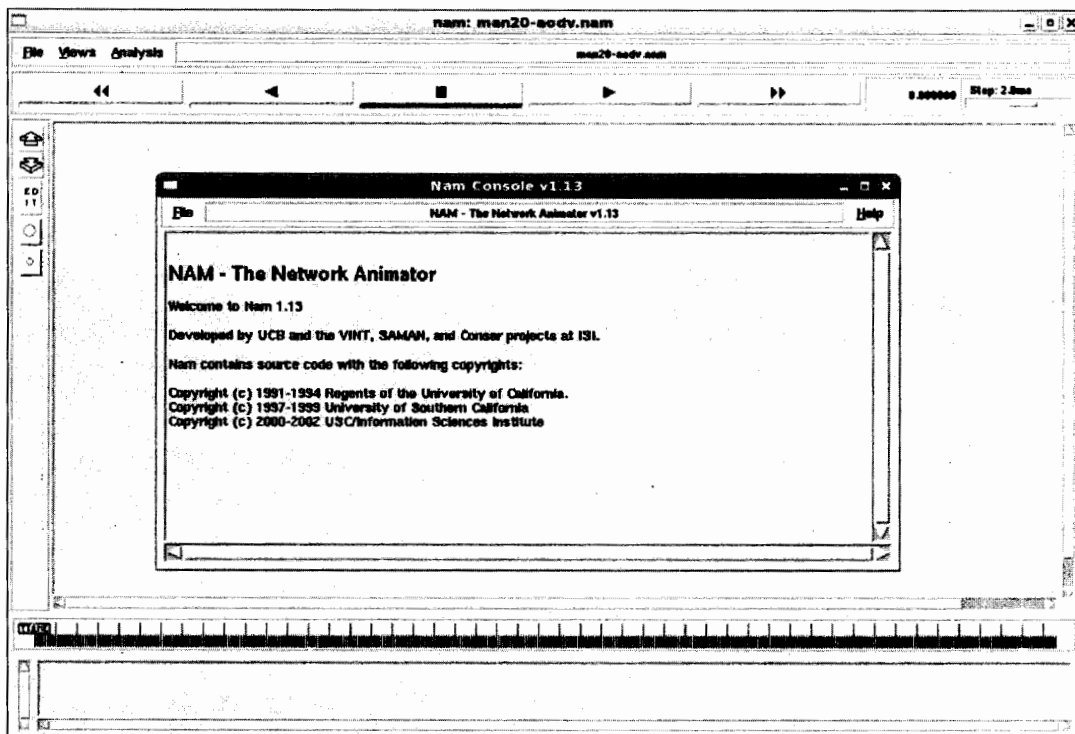 nam: man20-aodv.nam
File Views Analysis man20-aodv.nam
0.000000 Step: 2.0ms
ED
IT
Nam Console v1.13
File NAM - The Network Animator v1.13 Help
NAM - The Network Animator
Welcome to Nam 1.13
Developed by UCB and the VINT, SAMAN, and Conser projects at ISI.
Nam contains source code with the following copyrights:
Copyright (c) 1991-1994 Regents of the University of California.
Copyright (c) 1997-1999 University of Southern California
Copyright (c) 2000-2002 USC/Information Sciences Institute